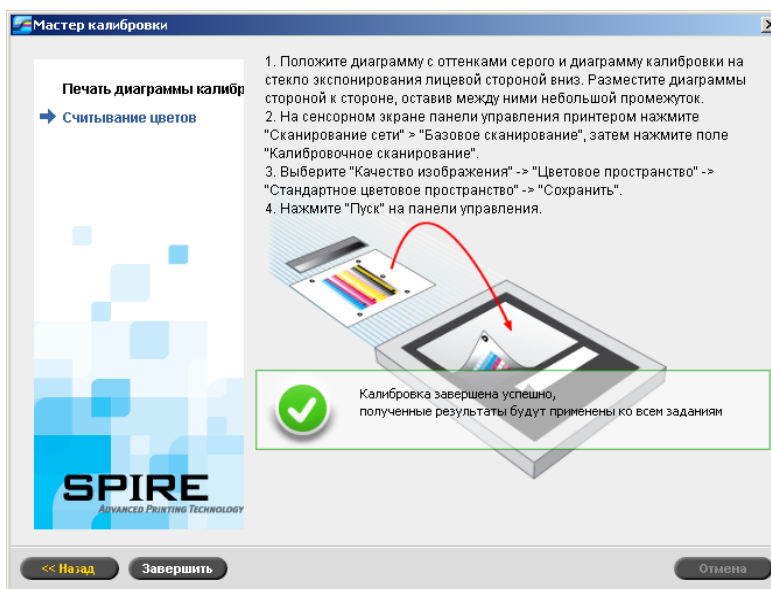 Мастер калибровки
Печать диаграммы калибр
Считывание цветов
1. Положите диаграмму с оттенками серого и диаграмму калибровки на
стекло экспонирования лицевой стороной вниз. Разместите диаграммы
стороной к стороне, оставив между ними небольшой промежуток.
2. На сенсорном экране панели управления принтером нажмите
"Сканирование сети" > "Базовое сканирование", затем нажмите поле
"Калибровочное сканирование".
3. Выберите "Качество изображения" -> "Цветовое пространство" ->
"Стандартное цветовое пространство" -> "Сохранить".
4. Нажмите "Пуск" на панели управления.
Калибровка завершена успешно,
полученные результаты будут применены ко всем заданиям
SPIRE
ADVANCED PRINTING TECHNOLOGY
<< Назад
Завершить
Отмена